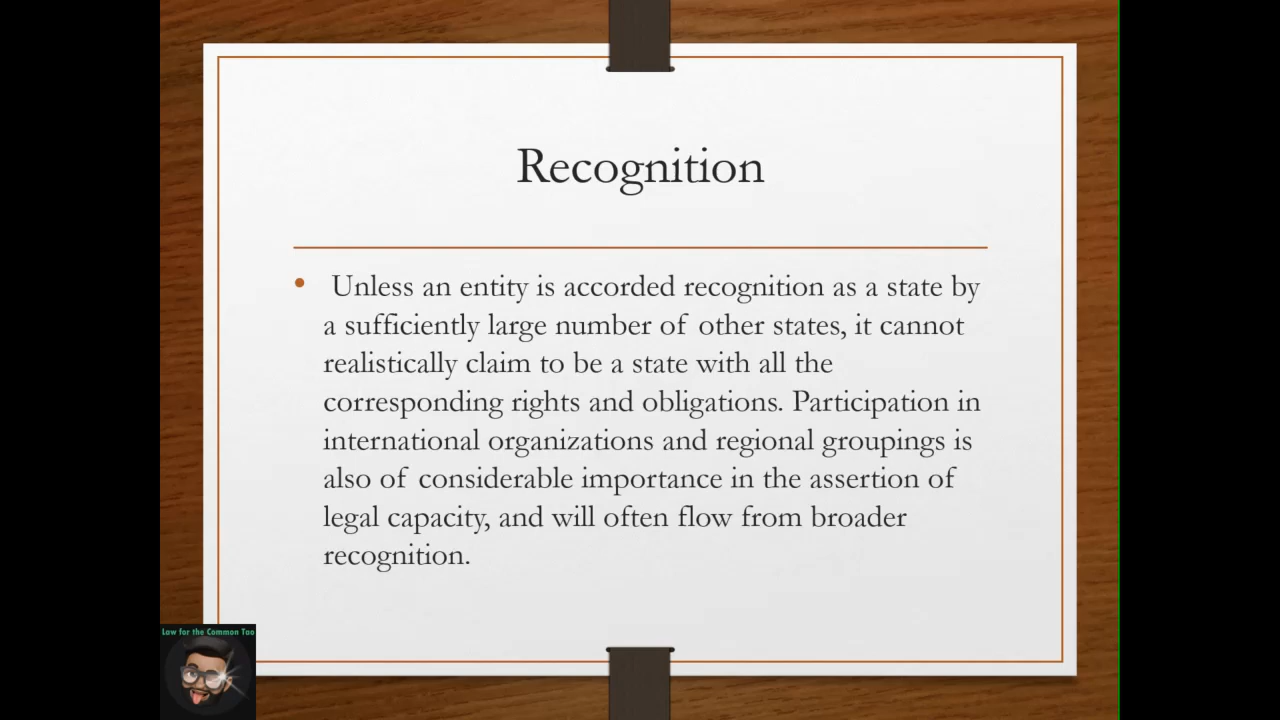 Recognition
• Unless an entity is accorded recognition as a state by
a sufficiently large number of other states, it cannot
realistically claim to be a state with all the
corresponding rights and obligations. Participation in
international organizations and regional groupings is
also of considerable importance in the assertion of
legal capacity, and will often flow from broader
recognition.
Law for the Common Tao